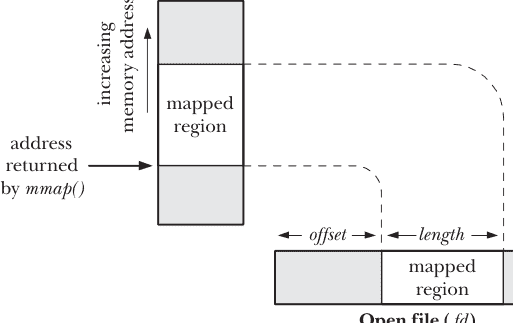 increasing
memory address
mapped
region
address
returned
by mmap()
offset
length
mapped
region
Open file (fd)